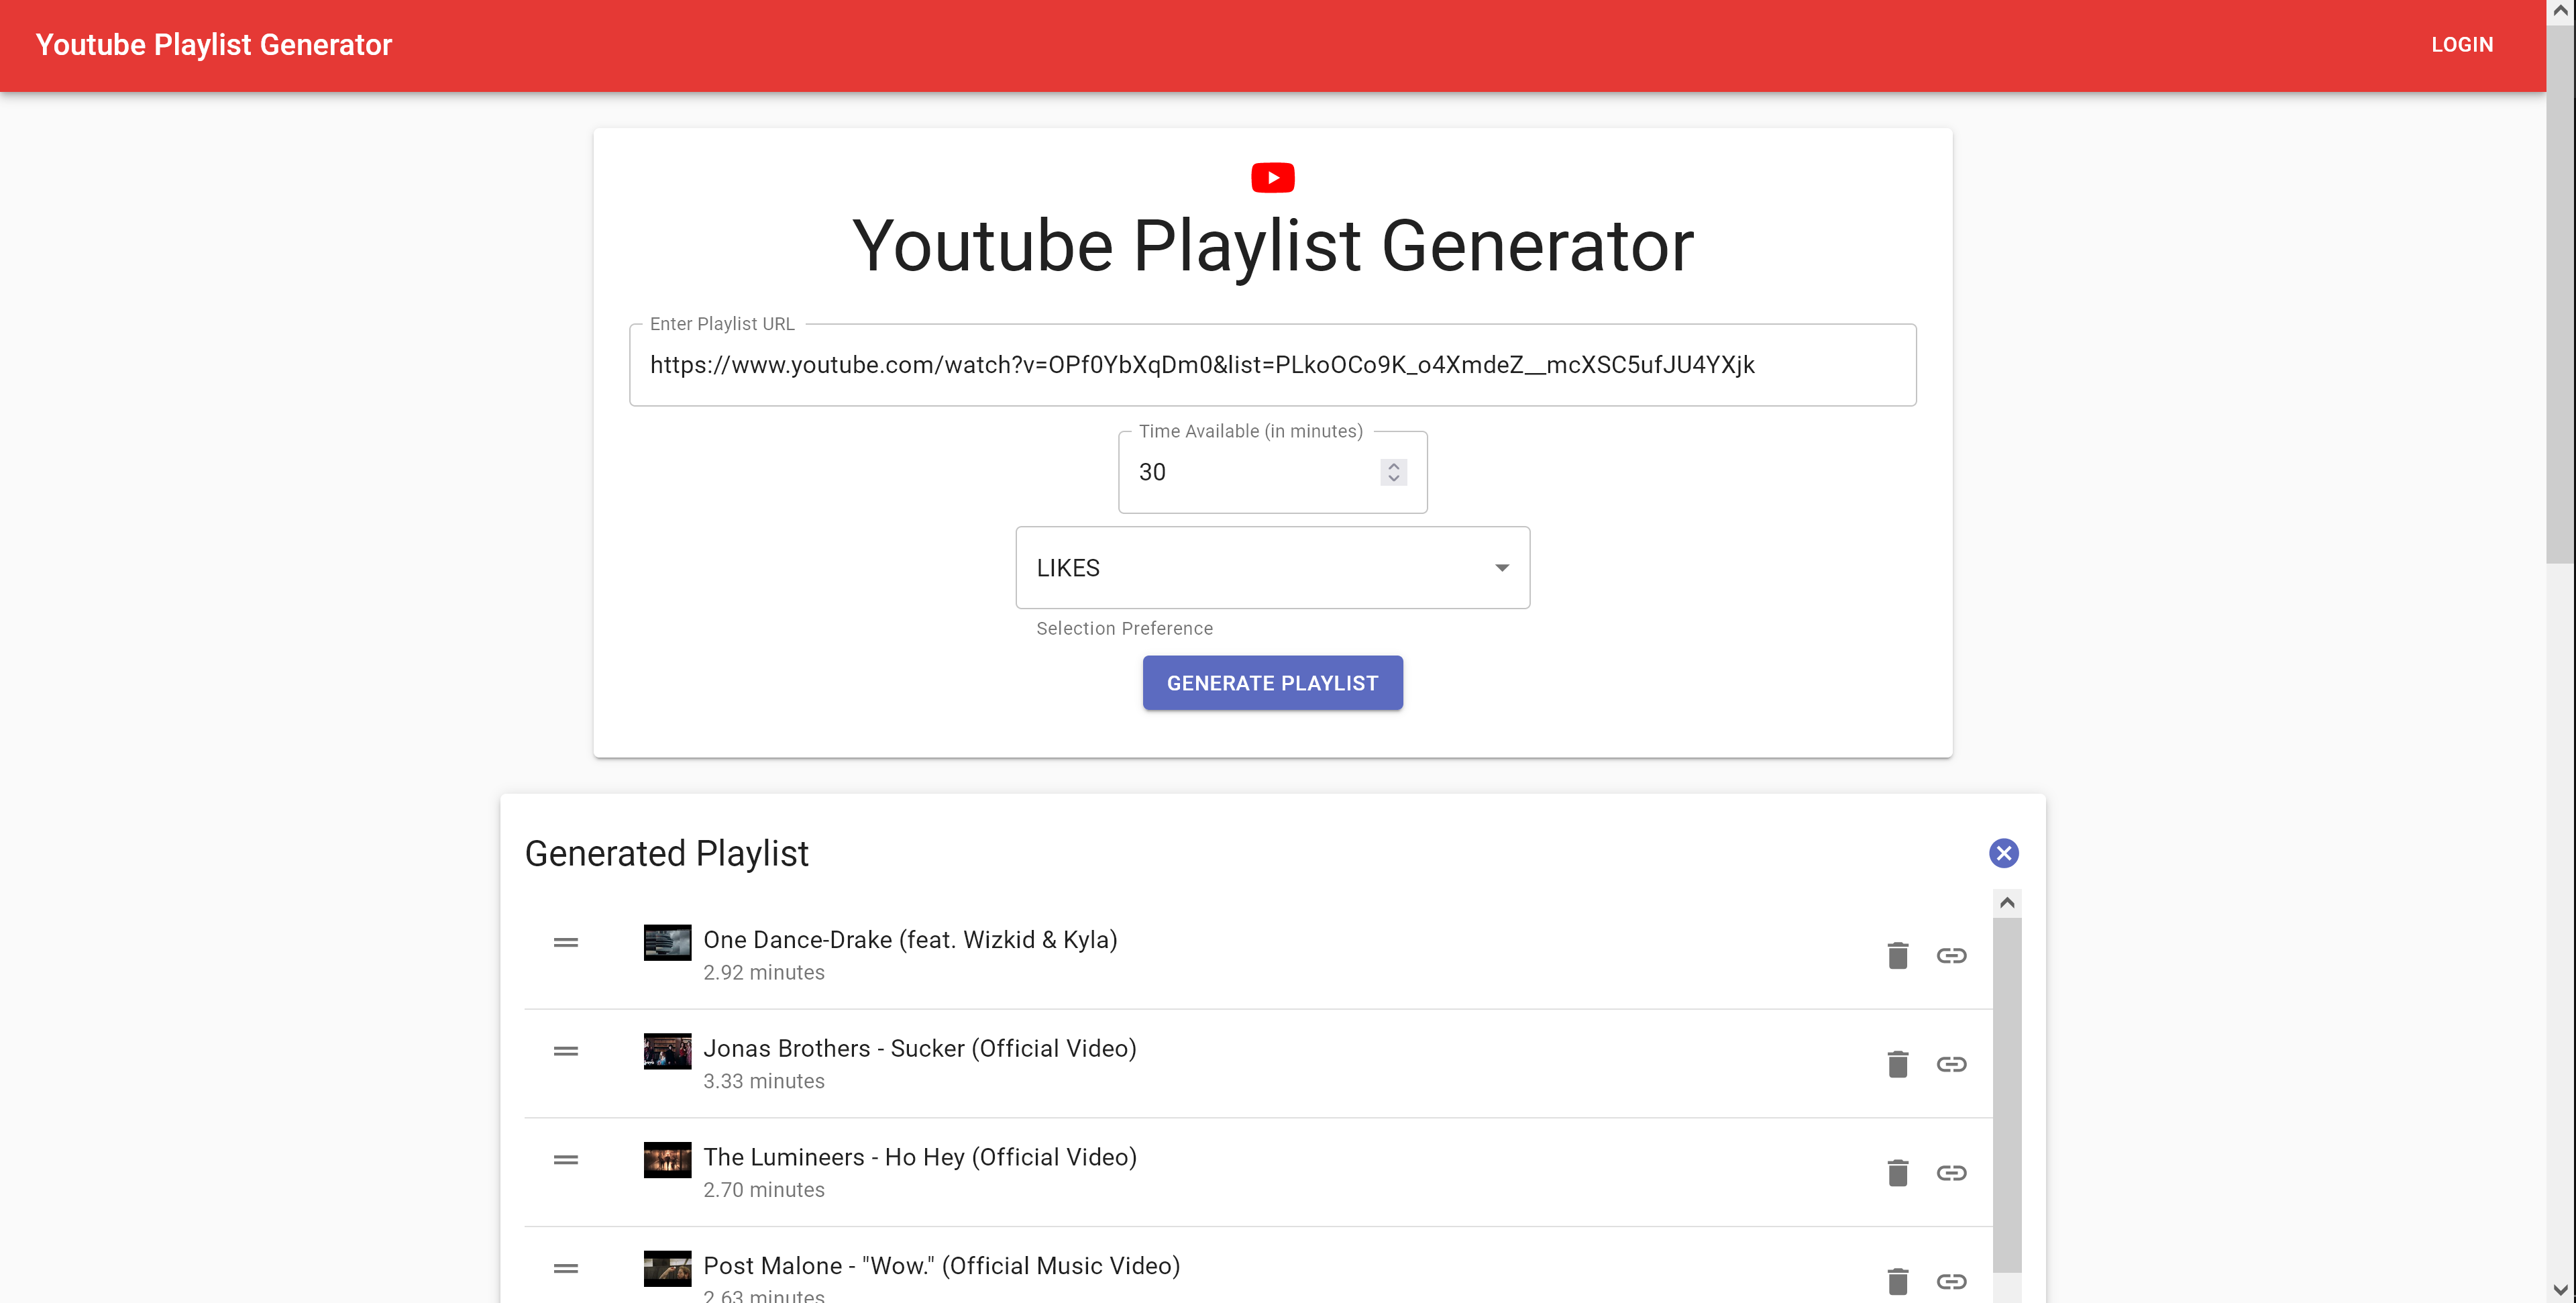 Youtube Playlist Generator
LOGIN
Youtube Playlist Generator
Enter Playlist URL
https://www.youtube.com/watch?v=OPf0YbXqDm0&list=PLkoOCo9K_o4XmdeZ__mcXSC5ufJU4YXjk
Time Available (in minutes)
30
LIKES
Selection Preference
GENERATE PLAYLIST
Generated Playlist
One Dance-Drake (feat. Wizkid & Kyla)
2.92 minutes
Jonas Brothers - Sucker (Official Video)
3.33 minutes
The Lumineers - Ho Hey (Official Video)
2.70 minutes
Post Malone - "Wow." (Official Music Video)
2.63 minutes